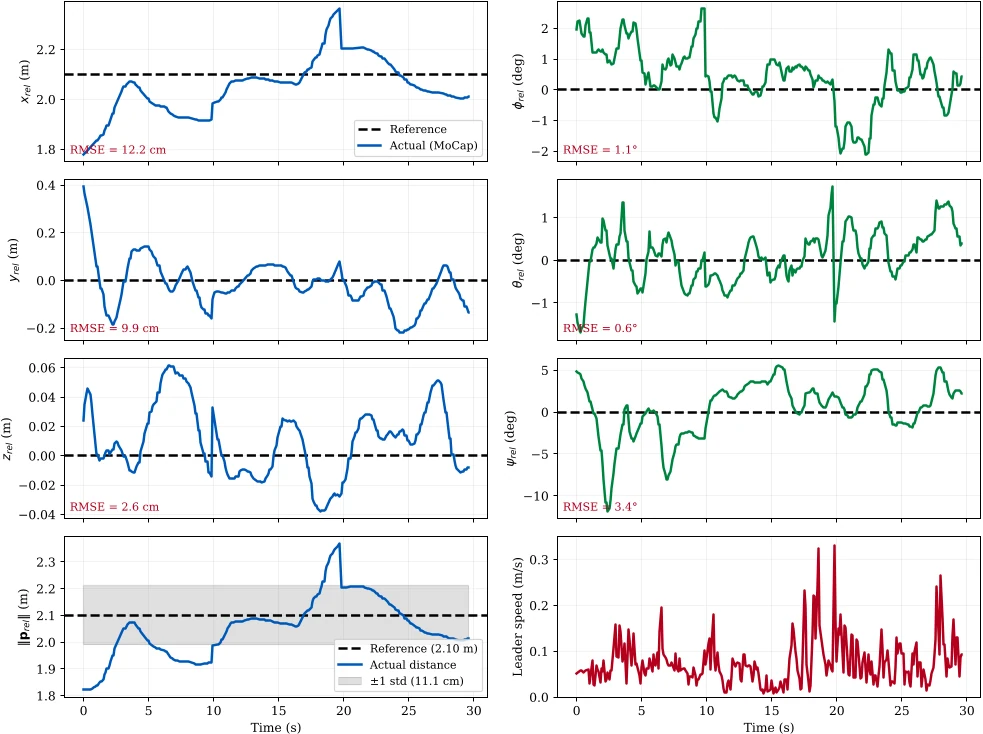 2.2
2.0
1.8
x_rel (m)
RMSE = 12.2 cm
Reference
Actual (MoCap)
2
1
0
−1
−2
ϕ_rel (deg)
RMSE = 1.1°
0.4
0.2
0.0
−0.2
y_rel (m)
RMSE = 9.9 cm
1
0
−1
θ_rel (deg)
RMSE = 0.6°
0.06
0.04
0.02
0.00
−0.02
−0.04
z_rel (m)
RMSE = 2.6 cm
5
0
−5
−10
ψ_rel (deg)
RMSE = 3.4°
2.3
2.2
2.1
2.0
1.9
1.8
‖p_rel‖ (m)
Reference (2.10 m)
Actual distance
±1 std (11.1 cm)
0 5 10 15 20 25 30
Time (s)
0.3
0.2
0.1
0.0
Leader speed (m/s)
0 5 10 15 20 25 30
Time (s)